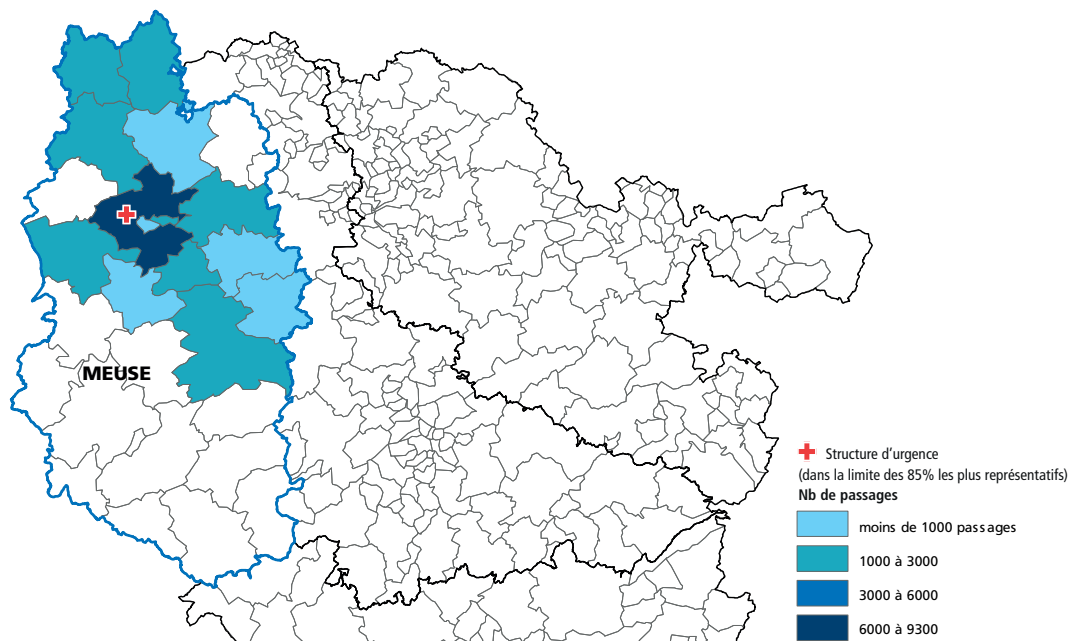 MEUSE
Structure d'urgence
(dans la limite des 85% les plus représentatifs)
Nb de passages
moins de 1000 passages
1000 à 3000
3000 à 6000
6000 à 9300